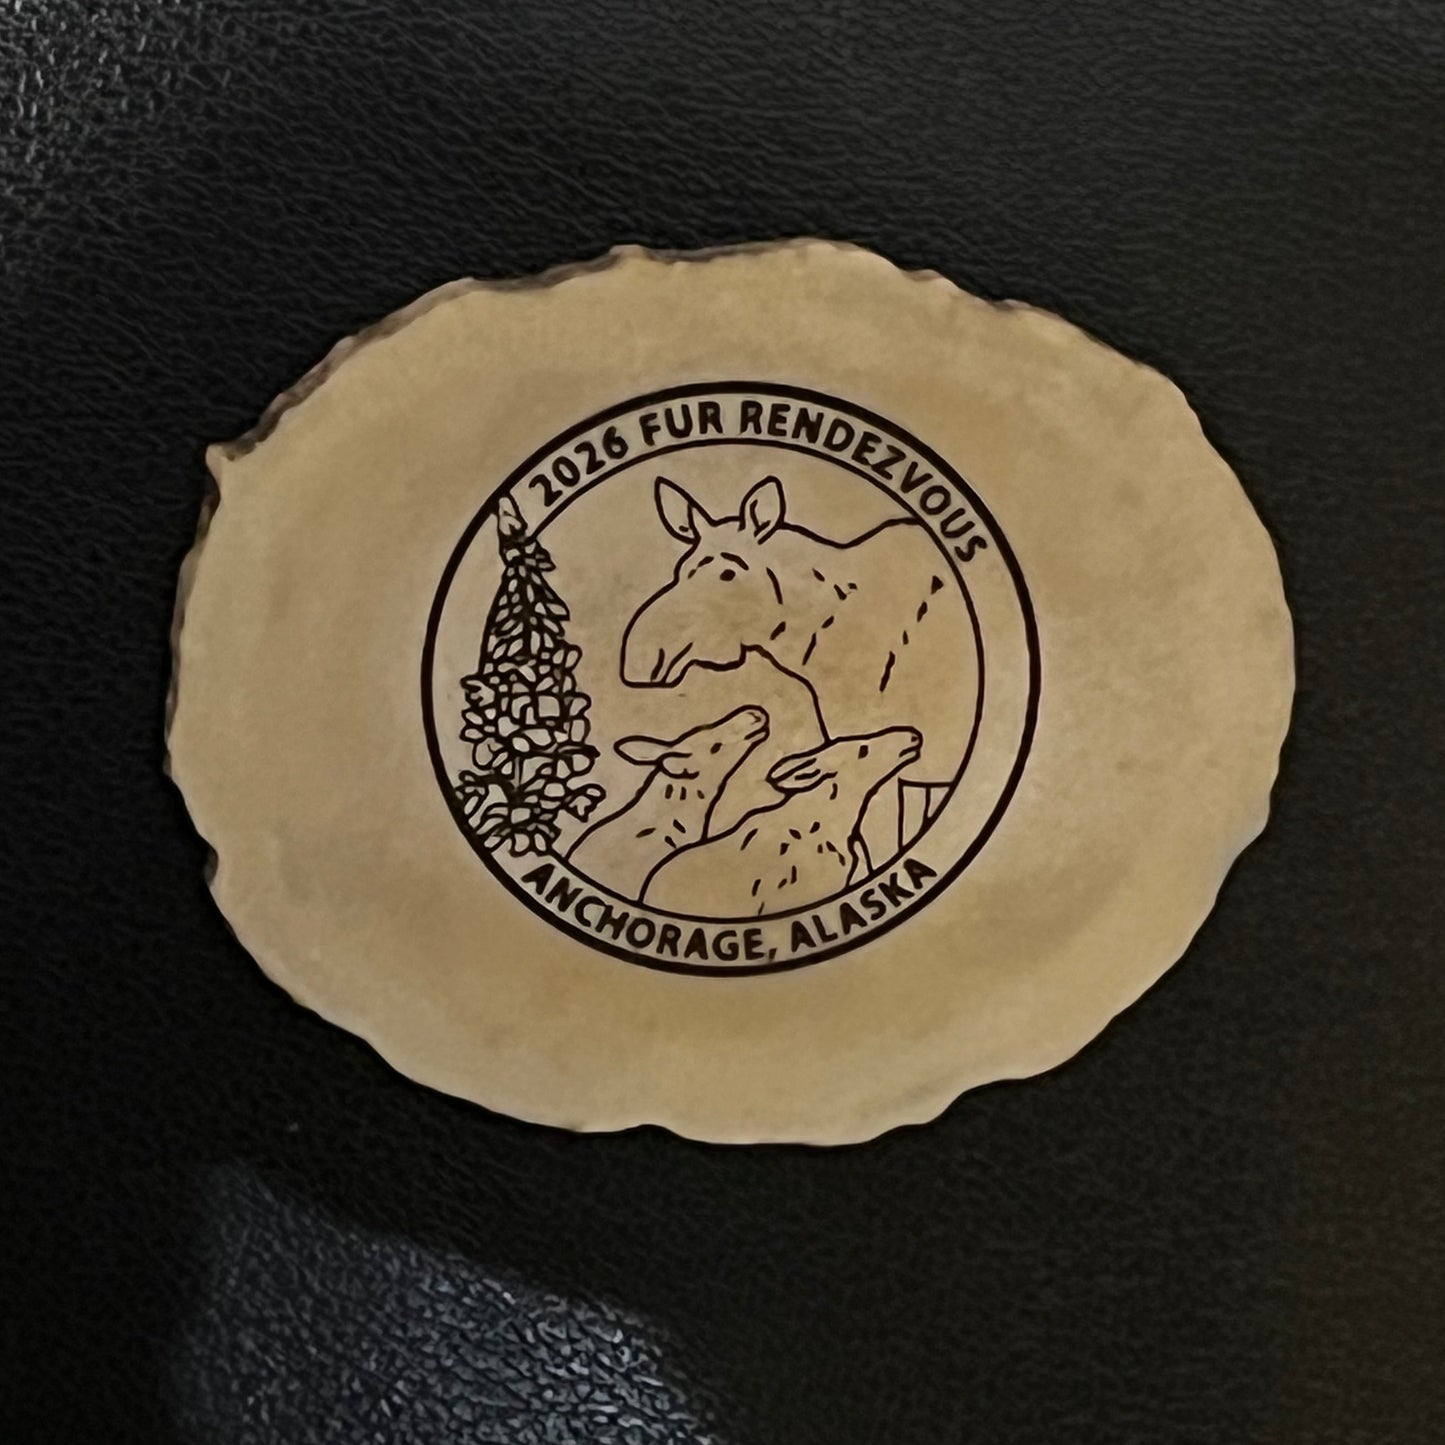 2026 FUR RENDEZVOUS
ANCHORAGE, ALASKA